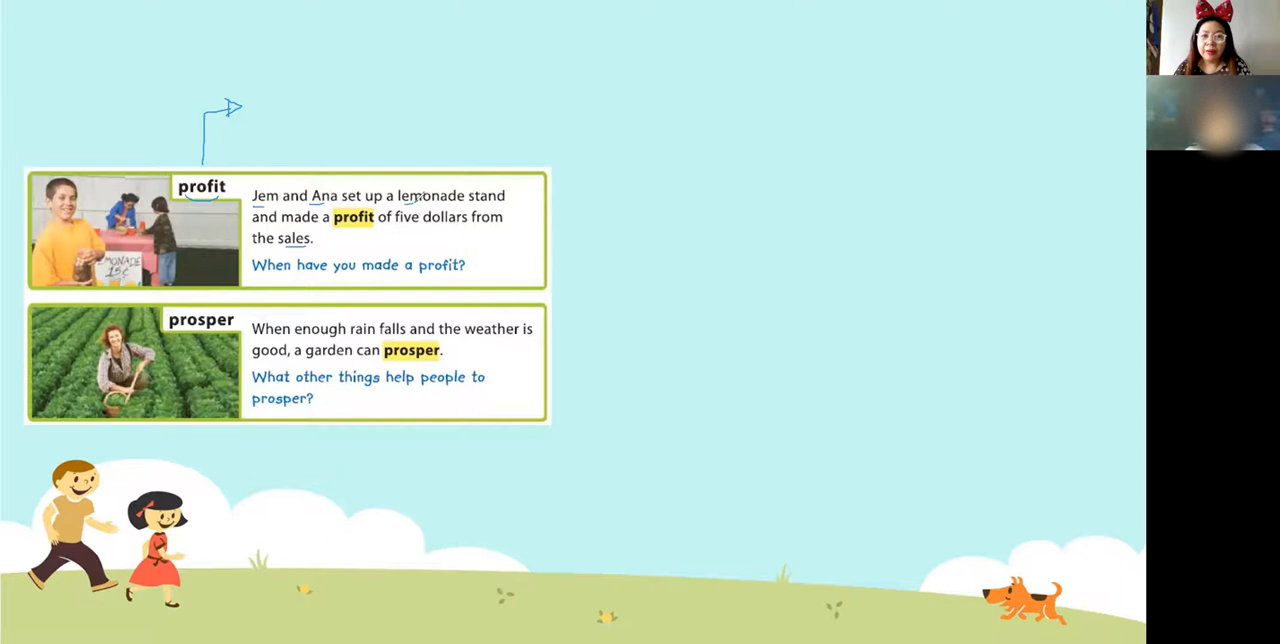 profit
Jem and Ana set up a lemonade stand
and made a profit of five dollars from
the sales.
When have you made a profit?
LEMONADE
15¢
prosper
When enough rain falls and the weather is
good, a garden can prosper.
What other things help people to
prosper?